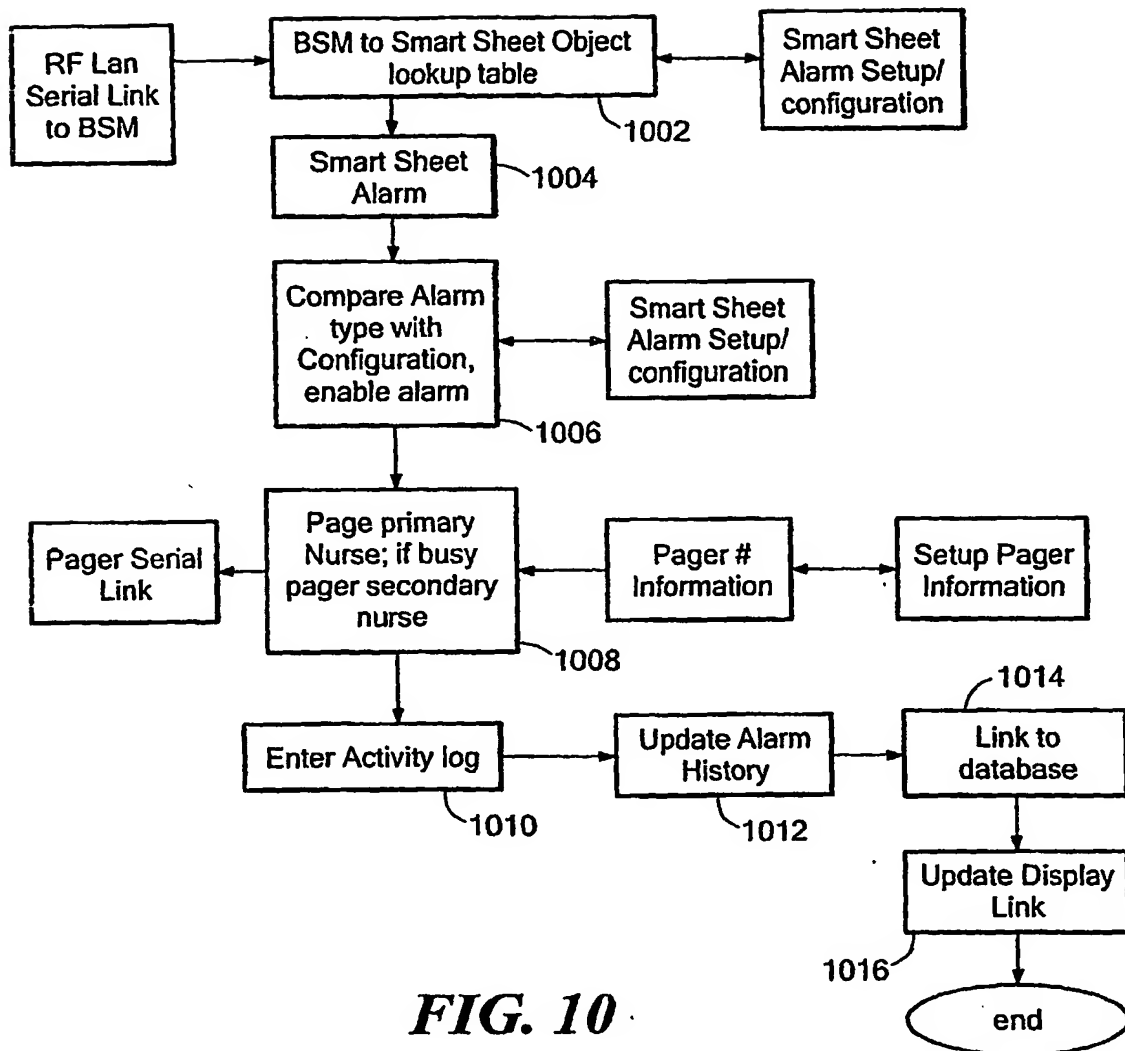 RF Lan
Serial Link
to BSM
BSM to Smart Sheet Object
lookup table
Smart Sheet
Alarm Setup/
configuration
1002
Smart Sheet
Alarm
1004
Compare Alarm
type with
Configuration,
enable alarm
Smart Sheet
Alarm Setup/
configuration
1006
Pager Serial
Link
Page primary
Nurse; if busy
pager secondary
nurse
Pager #
Information
Setup Pager
Information
1008
1014
Enter Activity log
Update Alarm
History
Link to
database
1010
1012
Update Display
Link
1016
end
FIG. 10